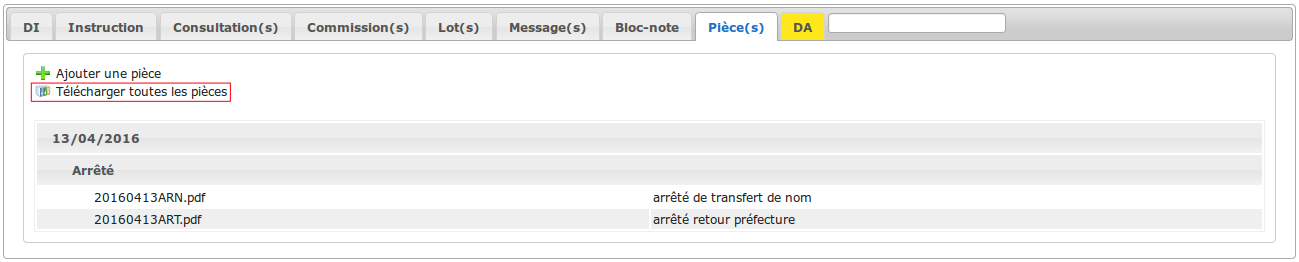 DI Instruction Consultation(s) Commission(s) Lot(s) Message(s) Bloc-note Pièce(s) DA
Ajouter une pièce
Télécharger toutes les pièces
13/04/2016
Arrêté
20160413ARN.pdf arrêté de transfert de nom
20160413ART.pdf arrêté retour préfecture